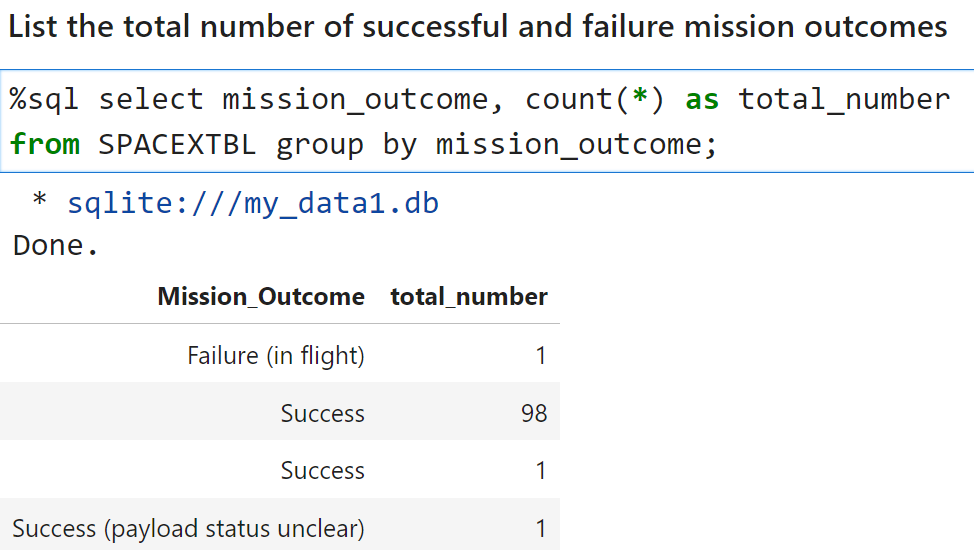 List the total number of successful and failure mission outcomes
%sql select mission_outcome, count(*) as total_number
from SPACEXTBL group by mission_outcome;
* sqlite:///my_data1.db
Done.
Mission_Outcome total_number
Failure (in flight) 1
Success 98
Success 1
Success (payload status unclear) 1